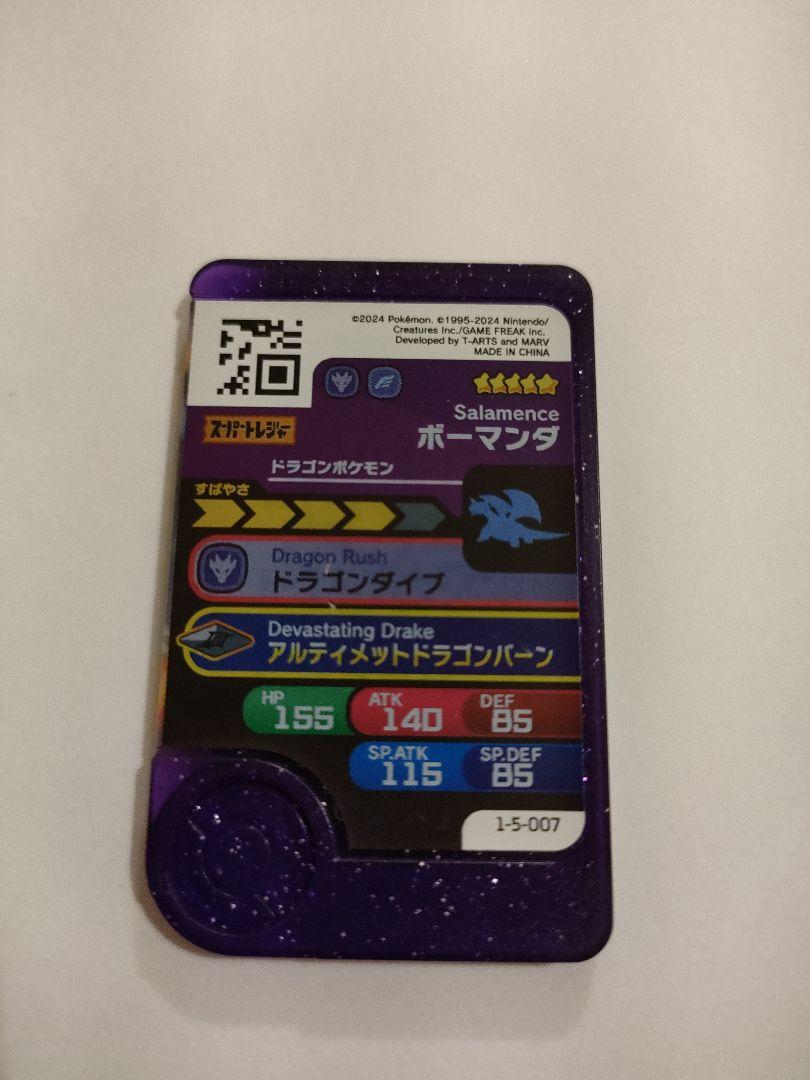 ©2024 Pokémon. ©1995-2024 Nintendo/
Creatures Inc./GAME FREAK inc.
Developed by T-ARTS and MARV
MADE IN CHINA
Salamence
スーパートレジャー
ボーマンダ
ドラゴンポケモン
すばやさ
Dragon Rush
ドラゴンダイブ
Devastating Drake
アルティメットドラゴンバーン
HP 155
ATK 140
DEF 85
SP.ATK 115
SP.DEF 85
1-5-007